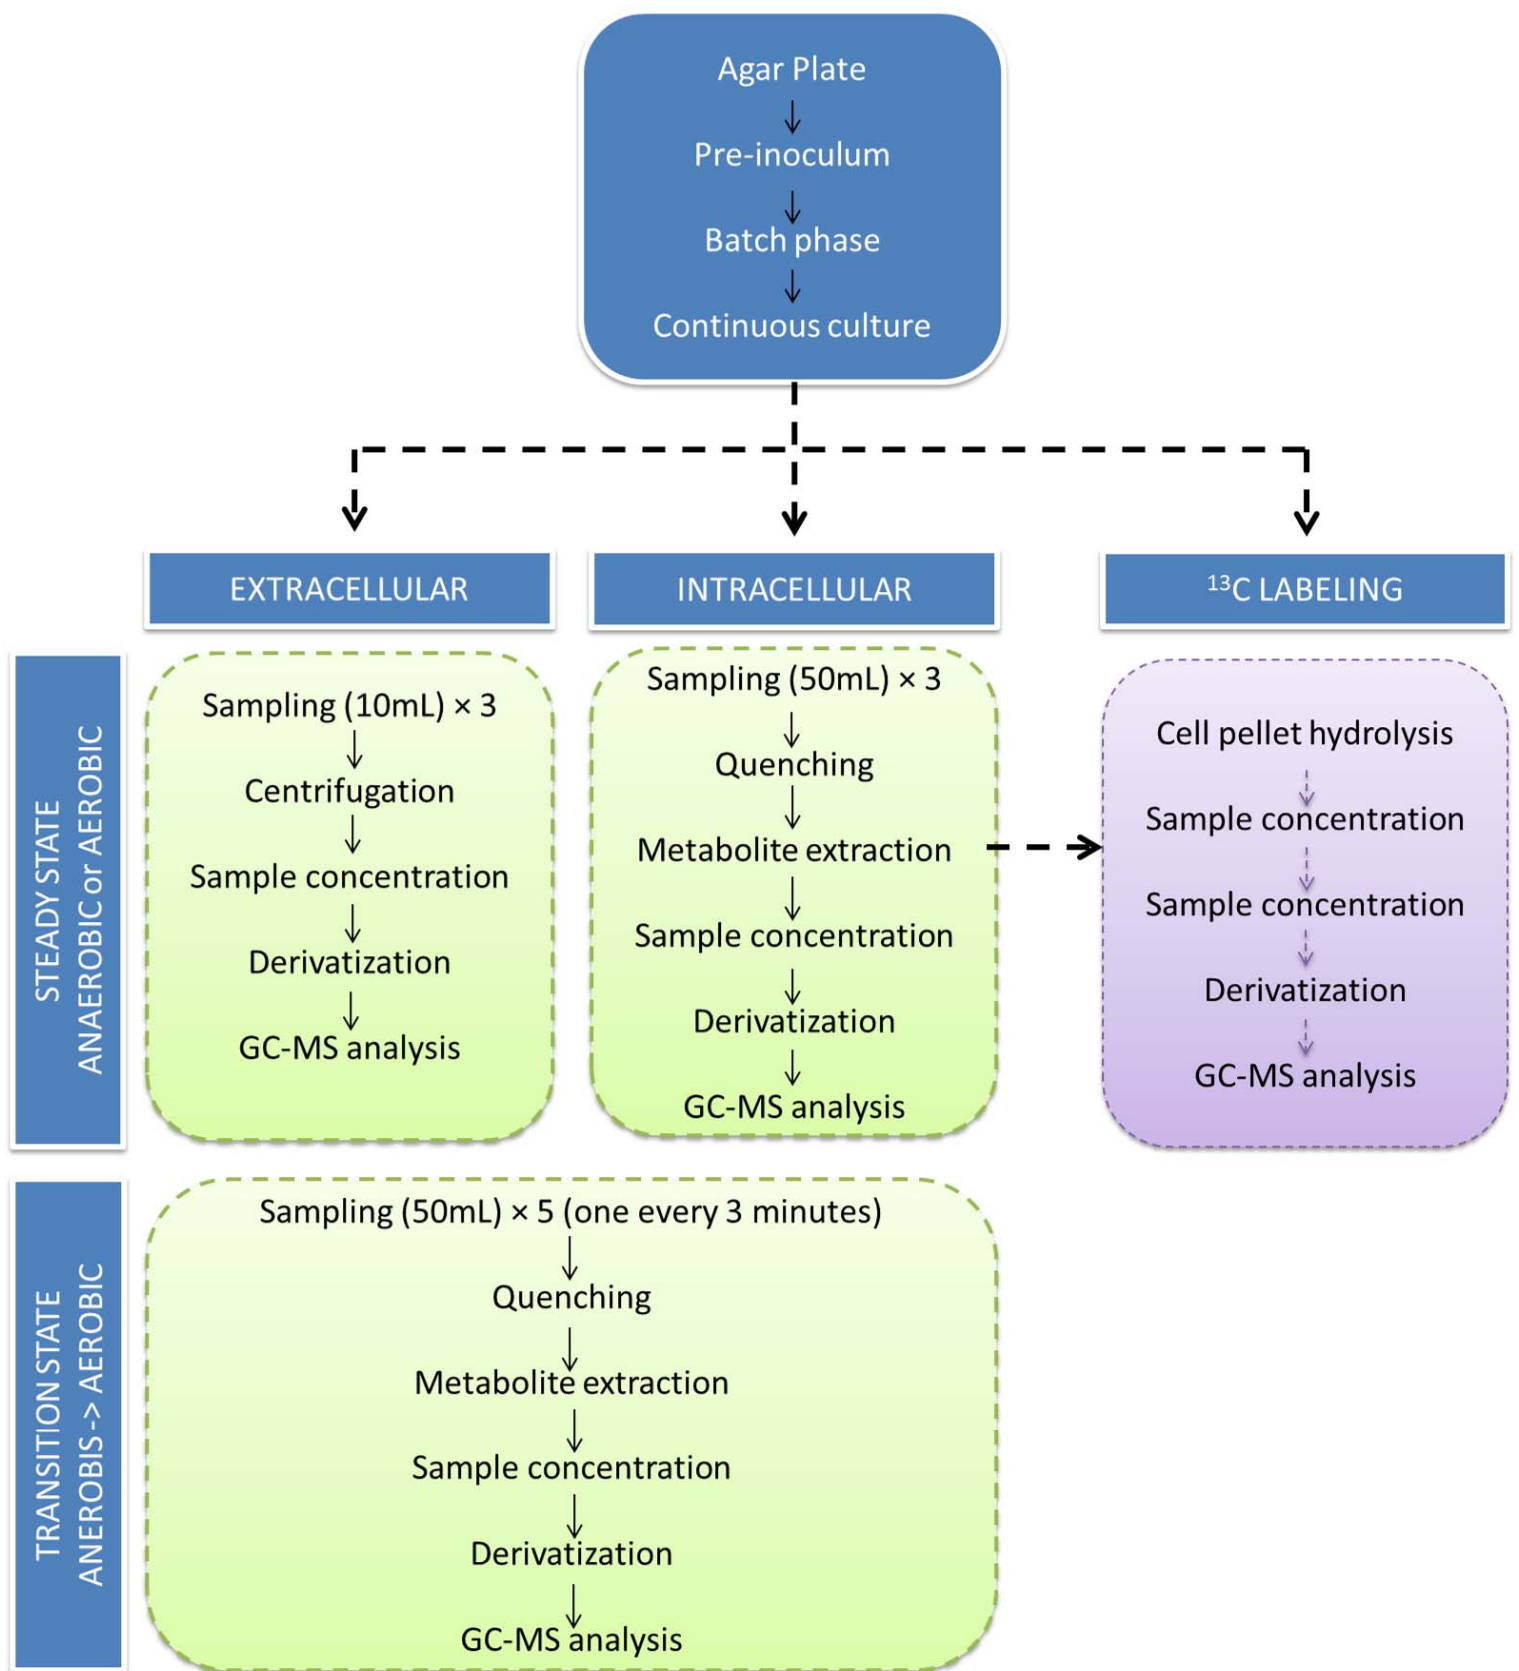 Agar Plate
Pre-inoculum
Batch phase
Continuous culture
EXTRACELLULAR
INTRACELLULAR
¹³C LABELING
STEADY STATE
ANAEROBIC or AEROBIC
Sampling (10mL) × 3
Centrifugation
Sample concentration
Derivatization
GC-MS analysis
Sampling (50mL) × 3
Quenching
Metabolite extraction
Sample concentration
Derivatization
GC-MS analysis
Cell pellet hydrolysis
Sample concentration
Sample concentration
Derivatization
GC-MS analysis
TRANSITION STATE
ANEROBIS -> AEROBIC
Sampling (50mL) × 5 (one every 3 minutes)
Quenching
Metabolite extraction
Sample concentration
Derivatization
GC-MS analysis